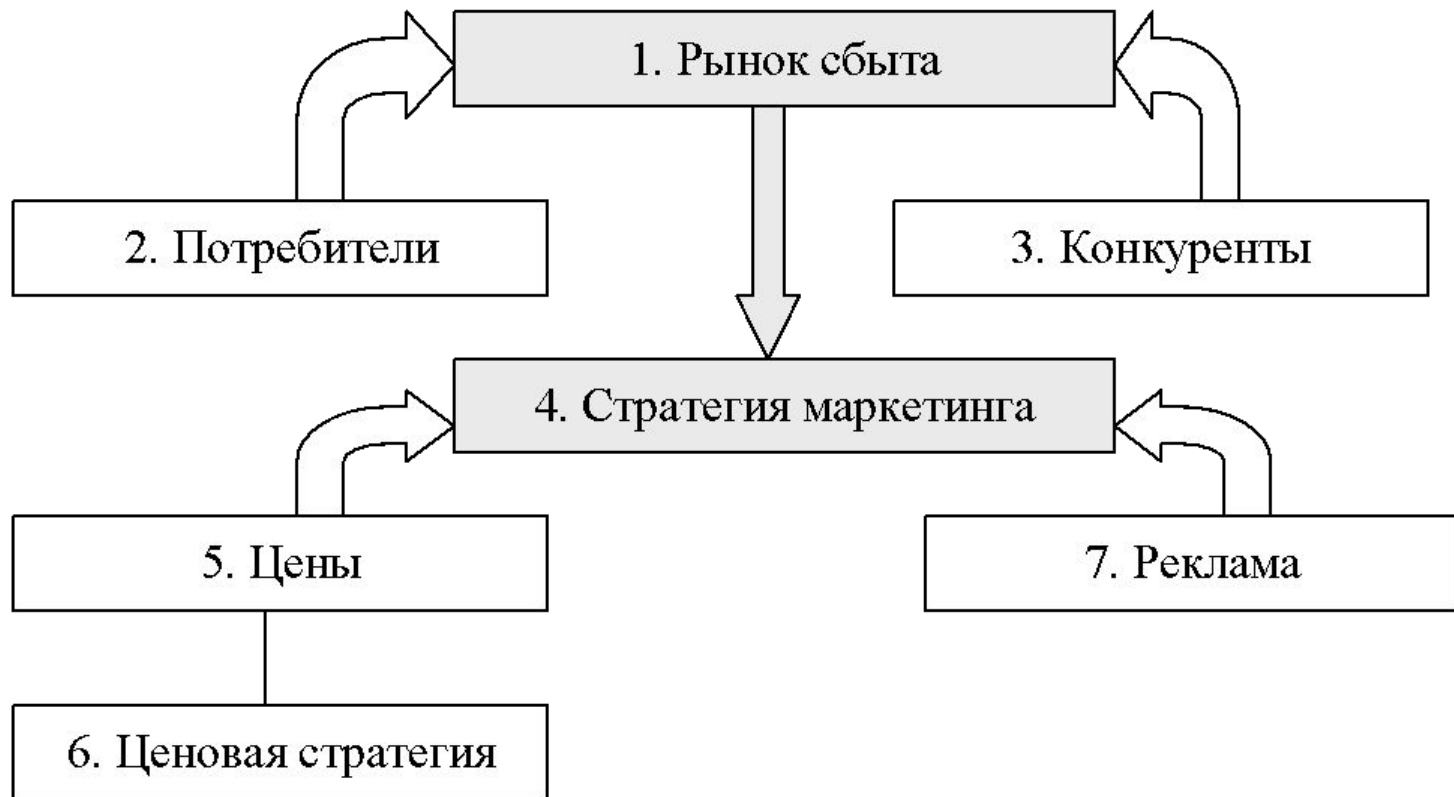 1. Рынок сбыта
2. Потребители
3. Конкуренты
4. Стратегия маркетинга
5. Цены
7. Реклама
6. Ценовая стратегия